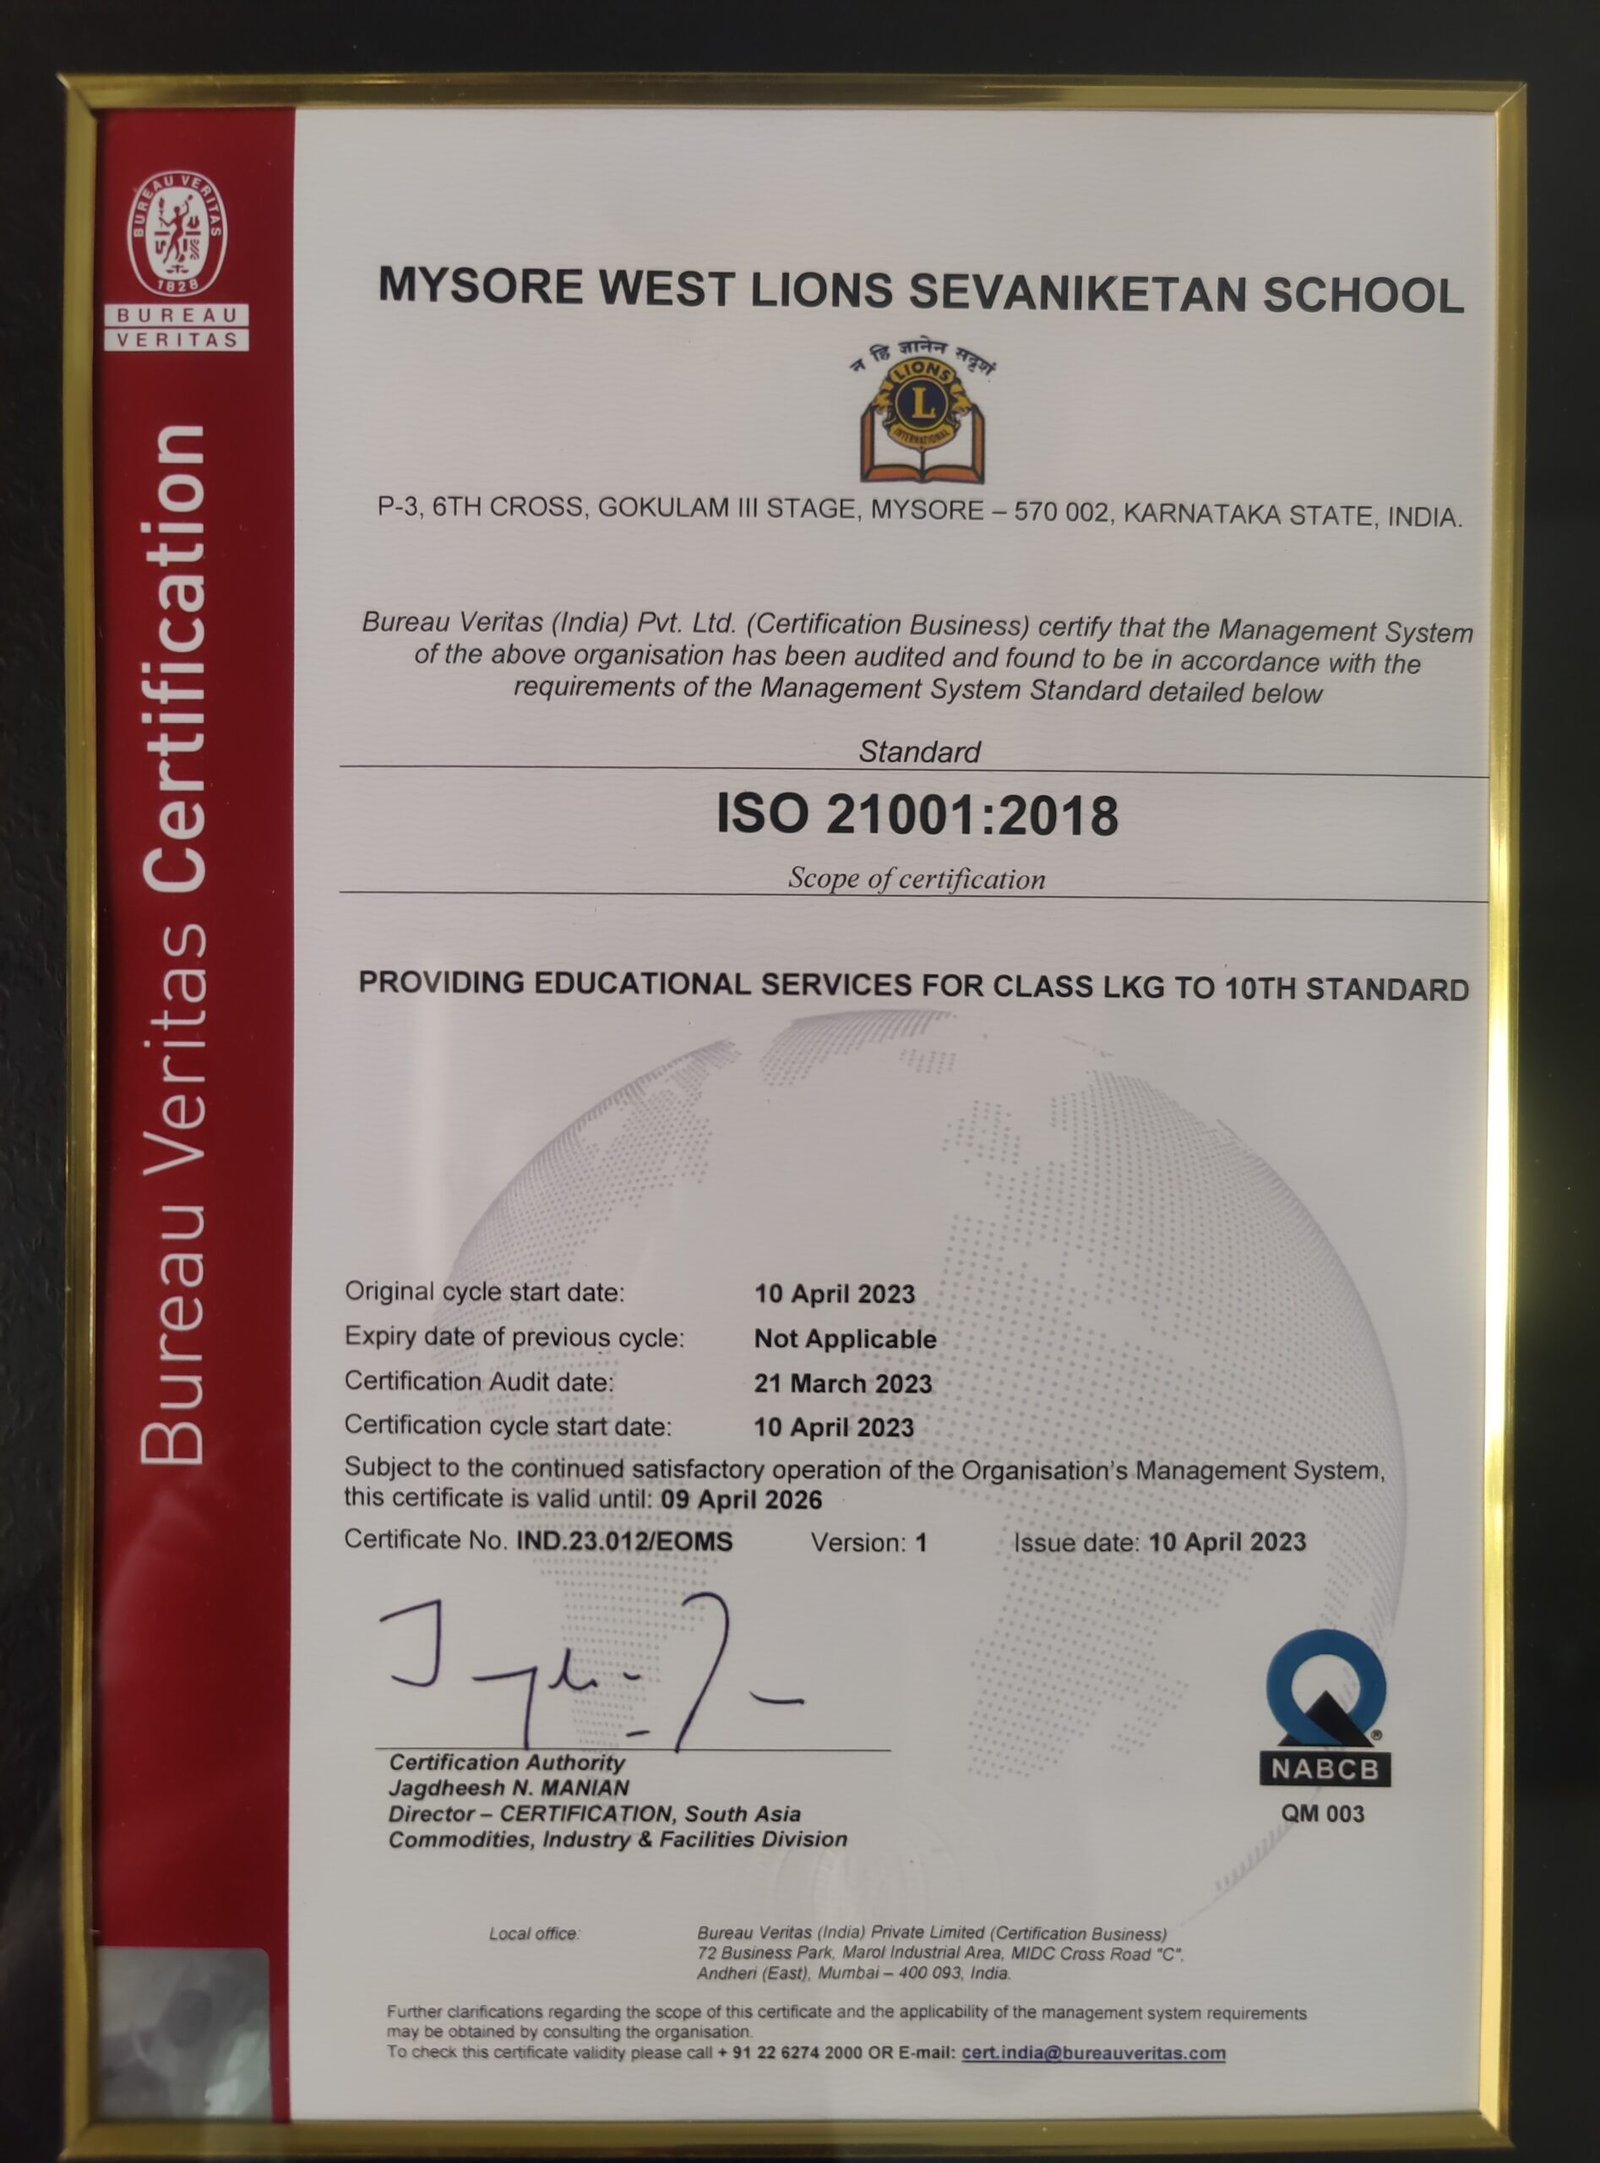 BUREAU VERITAS
1828
BUREAU
VERITAS
Bureau Veritas Certification
MYSORE WEST LIONS SEVANIKETAN SCHOOL
न हि ज्ञानेन सदृशं
LIONS
L
INTERNATIONAL
P-3, 6TH CROSS, GOKULAM III STAGE, MYSORE – 570 002, KARNATAKA STATE, INDIA.
Bureau Veritas (India) Pvt. Ltd. (Certification Business) certify that the Management System
of the above organisation has been audited and found to be in accordance with the
requirements of the Management System Standard detailed below
Standard
ISO 21001:2018
Scope of certification
PROVIDING EDUCATIONAL SERVICES FOR CLASS LKG TO 10TH STANDARD
Original cycle start date: 10 April 2023
Expiry date of previous cycle: Not Applicable
Certification Audit date: 21 March 2023
Certification cycle start date: 10 April 2023
Subject to the continued satisfactory operation of the Organisation's Management System,
this certificate is valid until: 09 April 2026
Certificate No. IND.23.012/EOMS Version: 1 Issue date: 10 April 2023
Certification Authority
Jagdheesh N. MANIAN
Director – CERTIFICATION, South Asia
Commodities, Industry & Facilities Division
®
NABCB
QM 003
Local office: Bureau Veritas (India) Private Limited (Certification Business)
72 Business Park, Marol Industrial Area, MIDC Cross Road "C",
Andheri (East), Mumbai – 400 093, India.
Further clarifications regarding the scope of this certificate and the applicability of the management system requirements
may be obtained by consulting the organisation.
To check this certificate validity please call + 91 22 6274 2000 OR E-mail: cert.india@bureauveritas.com